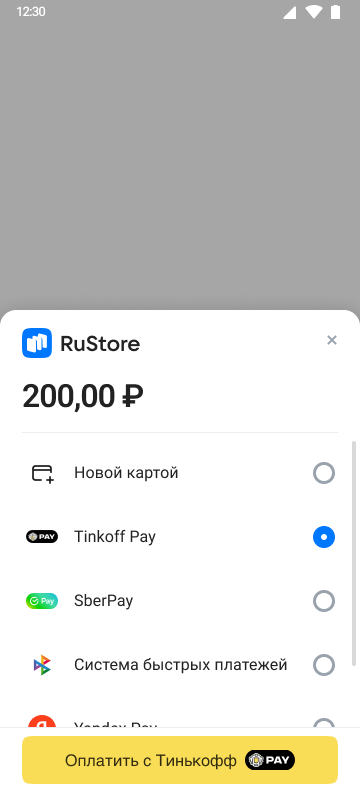 12:30
RuStore
200,00 ₽
Новой картой
PAY
Tinkoff Pay
Pay
SberPay
Система быстрых платежей
Я
Yandex Pay
Оплатить с Тинькофф PAY